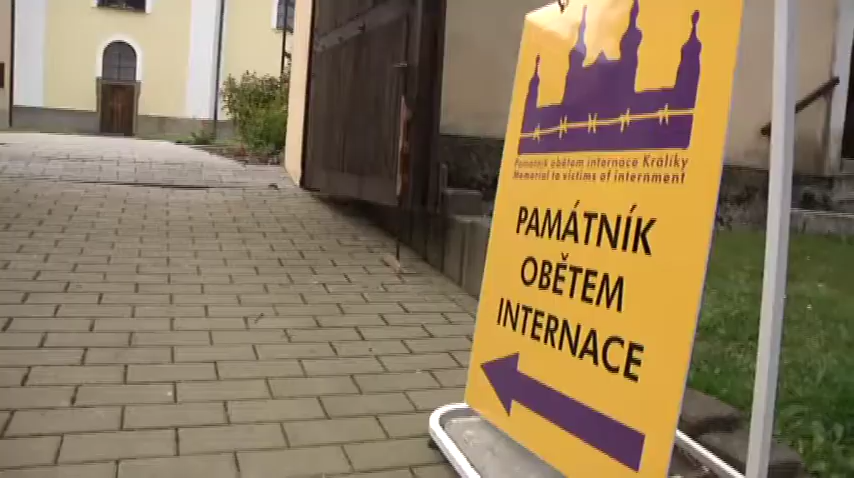 Památník obětem internace Králíky
Memorial to victims of internment
PAMÁTNÍK
OBĚTEM
INTERNACE